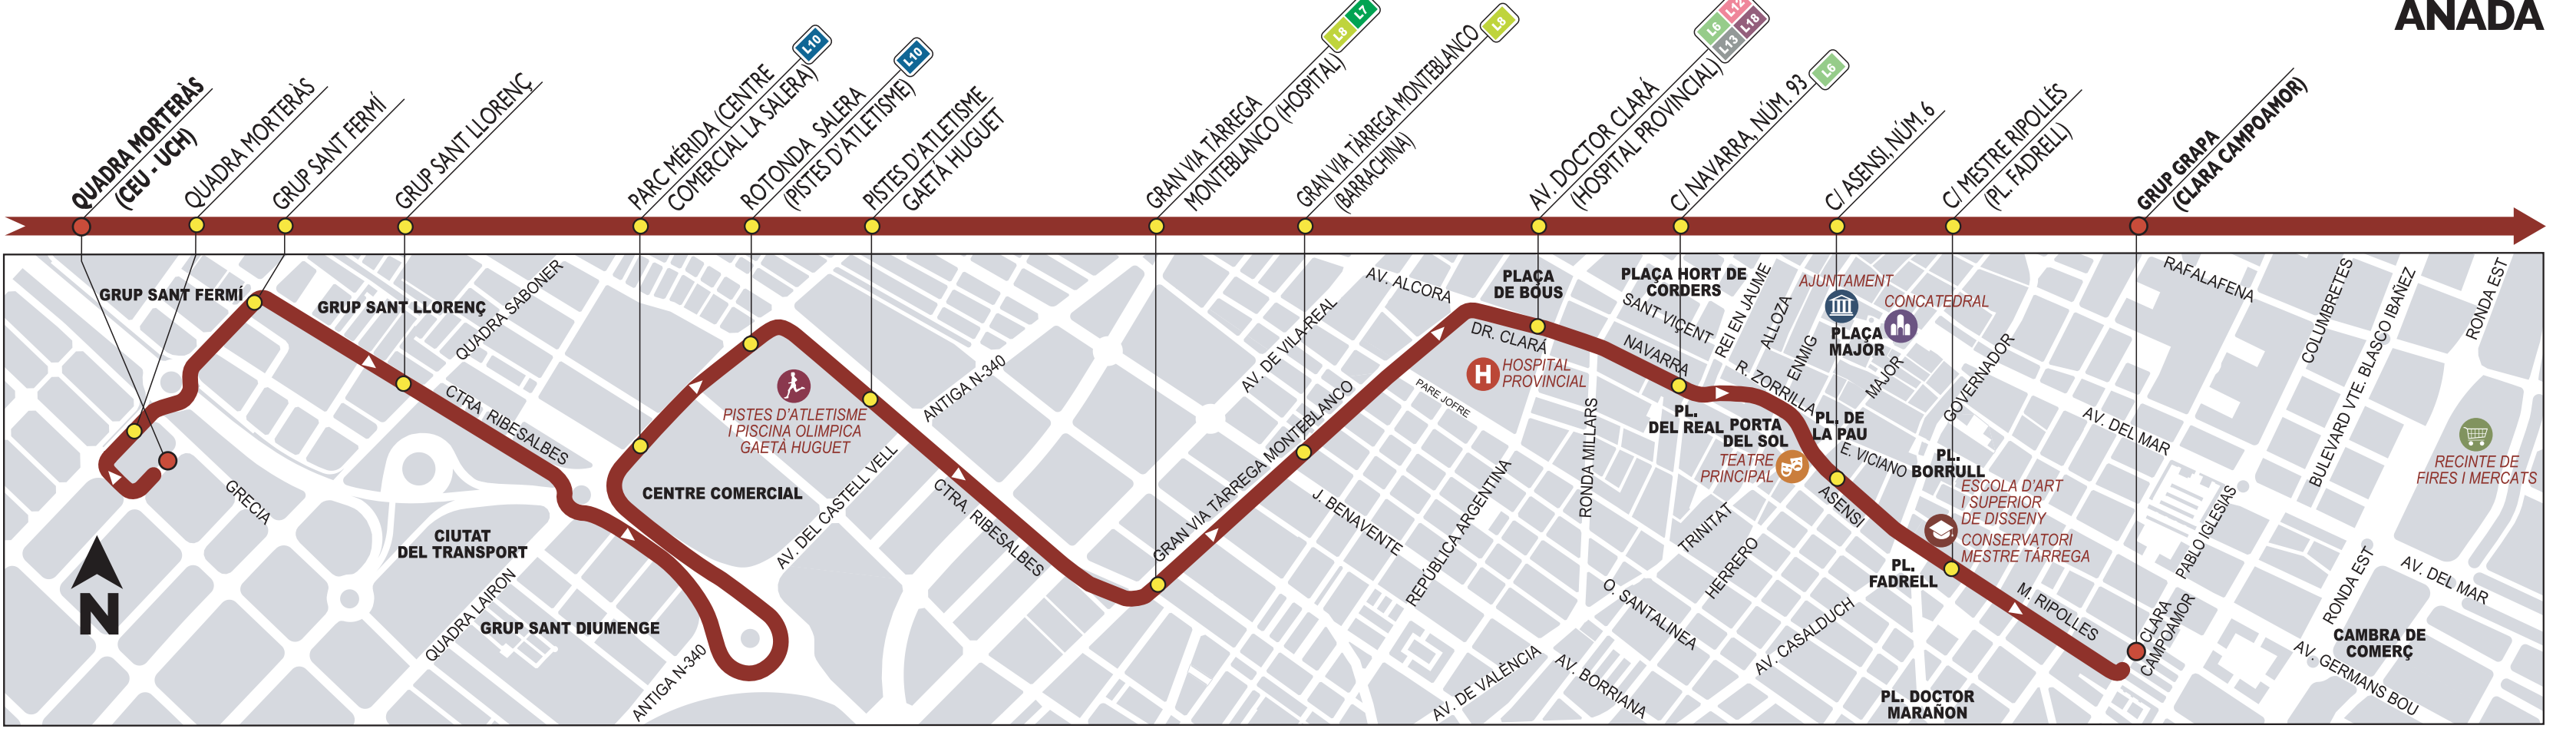 ANADA
QUADRA MORTERÀS
(CEU - UCH)
QUADRA MORTERÀS
GRUP SANT FERMÍ
GRUP SANT LLORENÇ
PARC MÉRIDA (CENTRE
COMERCIAL LA SALERA)
L10
ROTONDA SALERA
(PISTES D'ATLETISME)
L10
PISTES D'ATLETISME
GAETÀ HUGUET
GRAN VIA TÀRREGA
MONTEBLANCO (HOSPITAL)
L8
L7
GRAN VIA TÀRREGA MONTEBLANCO
(BARRACHINA)
L8
AV. DOCTOR CLARÁ
(HOSPITAL PROVINCIAL)
L6
L12
L13
L18
C/ NAVARRA, NÚM. 93
L6
C/ ASENSI, NÚM. 6
C/ MESTRE RIPOLLÉS
(PL. FADRELL)
GRUP GRAPA
(CLARA CAMPOAMOR)
GRUP SANT FERMÍ
GRUP SANT LLORENÇ
QUADRA SABONER
CTRA. RIBESALBES
GRECIA
CIUTAT
DEL TRANSPORT
QUADRA LAIRON
GRUP SANT DIUMENGE
ANTIGA N-340
CENTRE COMERCIAL
PISTES D'ATLETISME
I PISCINA OLIMPICA
GAETÀ HUGUET
AV. DEL CASTELL VELL
ANTIGA N-340
CTRA. RIBESALBES
GRAN VIA TÀRREGA MONTEBLANCO
AV. DE VILA-REAL
AV. ALCORA
PLAÇA
DE BOUS
DR. CLARÁ
H
HOSPITAL
PROVINCIAL
PARE JOFRE
J. BENAVENTE
REPÚBLICA ARGENTINA
RONDA MILLARS
AV. DE VALÈNCIA
AV. BORRIANA
O. SANTALINEA
PLAÇA HORT DE
CORDERS
SANT VIÇENT
NAVARRA
REI EN JAUME
ALLOZA
ENMIG
R. ZORRILLA
PL.
DEL REAL
PORTA
DEL SOL
TEATRE
PRINCIPAL
TRINITAT
HERRERO
AV. CASALDUCH
AJUNTAMENT
CONCATEDRAL
PLAÇA
MAJOR
MAJOR
GOVERNADOR
PL. DE
LA PAU
E. VICIANO
PL.
BORRULL
ASENSI
ESCOLA D'ART
I SUPERIOR
DE DISSENY
CONSERVATORI
MESTRE TÀRREGA
PL.
FADRELL
M. RIPOLLÈS
PL. DOCTOR
MARAÑON
CLARA
CAMPOAMOR
PABLO IGLESIAS
AV. DEL MAR
RAFALAFENA
COLUMBRETES
BULEVARD VTE. BLASCO IBAÑEZ
RONDA EST
RECINTE DE
FIRES I MERCATS
RONDA EST
AV. DEL MAR
CAMBRA DE
COMERÇ
AV. GERMANS BOU
N